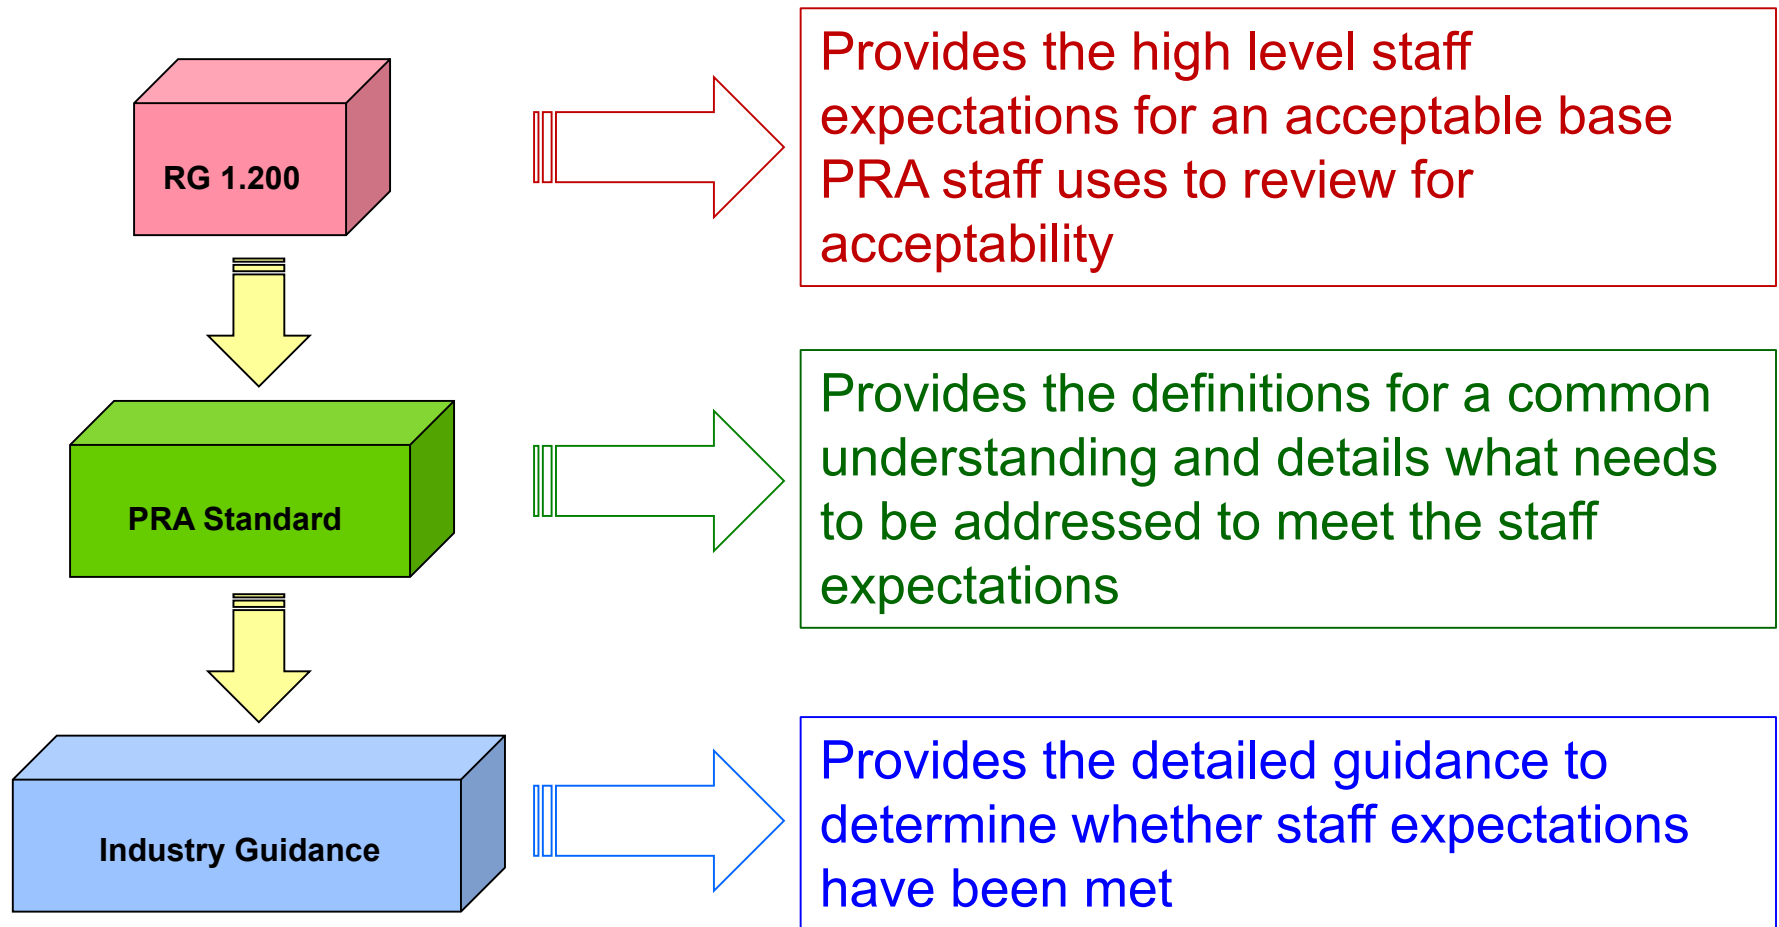 RG 1.200
Provides the high level staff
expectations for an acceptable base
PRA staff uses to review for
acceptability
PRA Standard
Provides the definitions for a common
understanding and details what needs
to be addressed to meet the staff
expectations
Industry Guidance
Provides the detailed guidance to
determine whether staff expectations
have been met